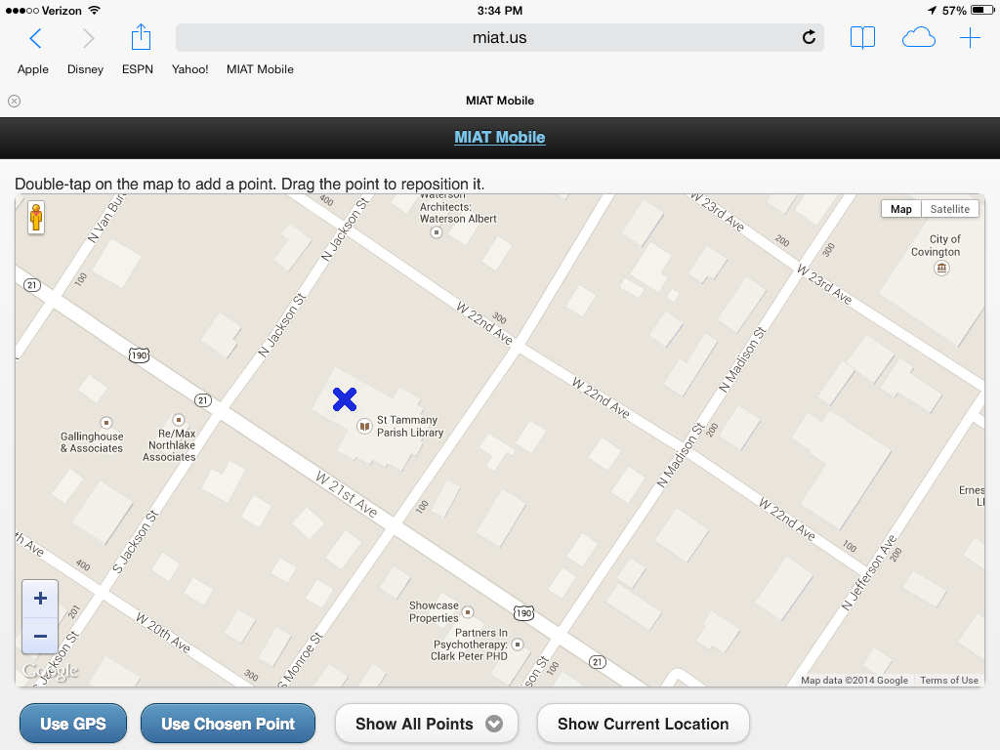 Verizon
3:34 PM
57%
miat.us
Apple Disney ESPN Yahoo! MIAT Mobile
MIAT Mobile
MIAT Mobile
Double-tap on the map to add a point. Drag the point to reposition it.
Map Satellite
N Van Bur
400
N Jackson St
Waterson
Architects:
Waterson Albert
W 23rd Ave
200
300
City of
Covington
W 23rd Ave
21
100
N Jackson St
W 22nd Ave
300
190
N Madison St
21
W 22nd Ave
St Tammany
Parish Library
Gallinghouse
& Associates
Re/Max
Northlake
Associates
200
N Madison St
W 21st Ave
100
W 22nd Ave
100
Ernes
th Ave
400
S Jackson St
N Jefferson Ave
200
+
−
201
Jackson St
W 20th Ave
300
S Monroe St
Showcase
Properties
190
Partners In
Psychotherapy:
Clark Peter PHD
son St
100
21
Google
Map data ©2014 Google Terms of Use
Use GPS Use Chosen Point Show All Points Show Current Location